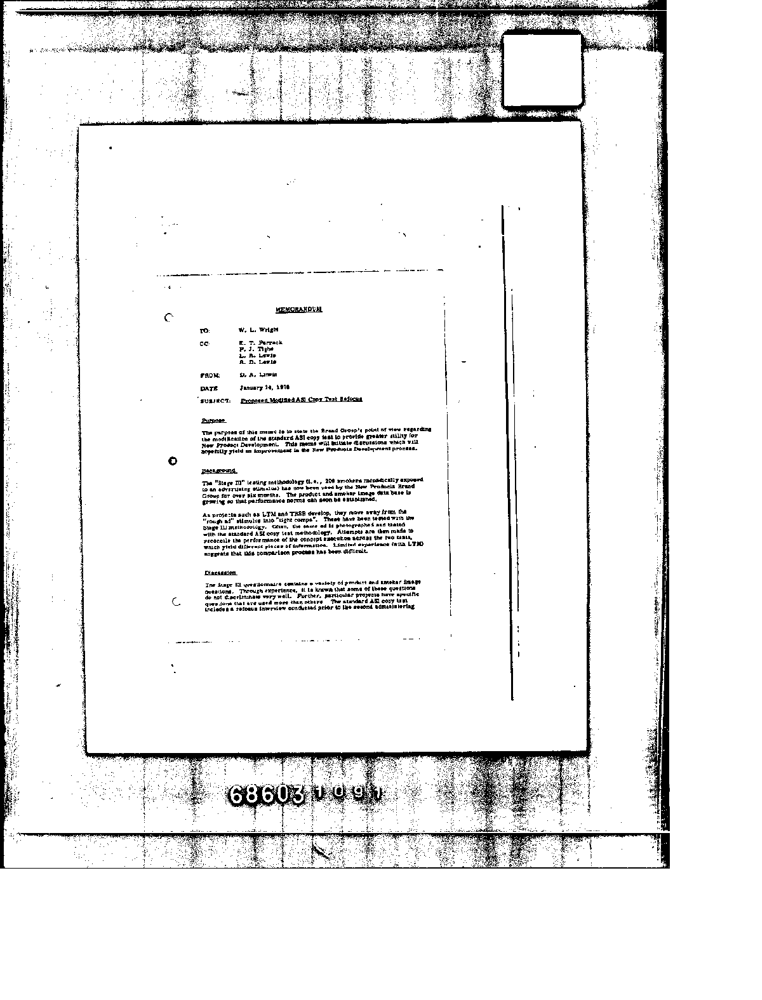 MEMORANDUM
TO: W. L. Wright
CC: K. T. Parrack
P. J. Tighe
L. R. Lewis
A. D. Lewis
FROM: D. A.
DATE January 14, 1976
SUBJECT: Proposed Modified ASI Copy Test
Purpose
The purpose of this memo is to state the Brand Group's point of view regarding
the modification of the standard ASI copy test to provide greater utility for
New Product Development. This memo will initiate discussions which will
hopefully yield an improvement in the New Products Development process.
Background
The "Stage III" testing methodology (i.e., 200 smokers monadically exposed
to an advertising stimulus) has now been used by the New Products Brand
Group for over six months. The product and smoker image data base is
growing so that performance norms can soon be established.
As projects such as LTM and develop, they move away from the
"rough ad" stimulus into "tight comps". These have been tested with the
Stage III methodology. Often, the same ad is photographed and tested
with the standard ASI copy test methodology. Attempts are then made to
reconcile the performance of the concept execution across the two tests,
which yield different pieces of information. Limited experience (with LTM)
suggests that this comparison process has been difficult.
Discussion
The Stage III questionnaire contains a variety of product and smoker image
questions. Through experience, it is known that some of these questions
do not discriminate very well. Further, particular projects have specific
questions that are used more than others. The standard ASI copy test
includes a refocus interview conducted prior to the second administering
68603 1091